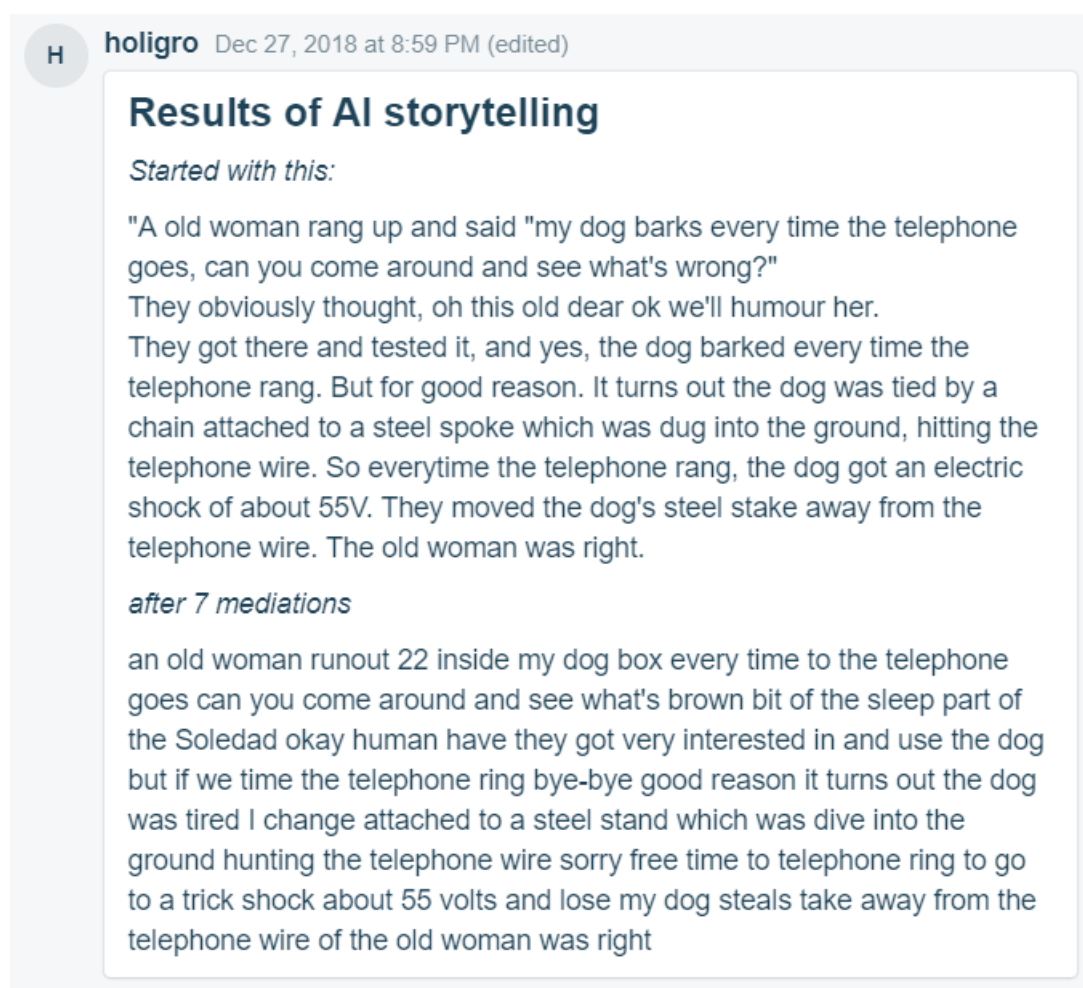 H
holigro Dec 27, 2018 at 8:59 PM (edited)
Results of AI storytelling
Started with this:
"A old woman rang up and said "my dog barks every time the telephone
goes, can you come around and see what's wrong?"
They obviously thought, oh this old dear ok we'll humour her.
They got there and tested it, and yes, the dog barked every time the
telephone rang. But for good reason. It turns out the dog was tied by a
chain attached to a steel spoke which was dug into the ground, hitting the
telephone wire. So everytime the telephone rang, the dog got an electric
shock of about 55V. They moved the dog's steel stake away from the
telephone wire. The old woman was right.
after 7 mediations
an old woman runout 22 inside my dog box every time to the telephone
goes can you come around and see what's brown bit of the sleep part of
the Soledad okay human have they got very interested in and use the dog
but if we time the telephone ring bye-bye good reason it turns out the dog
was tired I change attached to a steel stand which was dive into the
ground hunting the telephone wire sorry free time to telephone ring to go
to a trick shock about 55 volts and lose my dog steals take away from the
telephone wire of the old woman was right